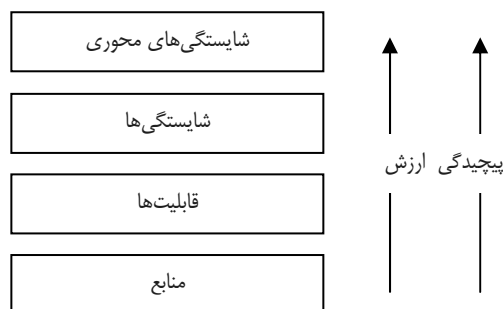 شایستگی‌های محوری
شایستگی‌ها
پیچیدگی ارزش
قابلیت‌ها
منابع